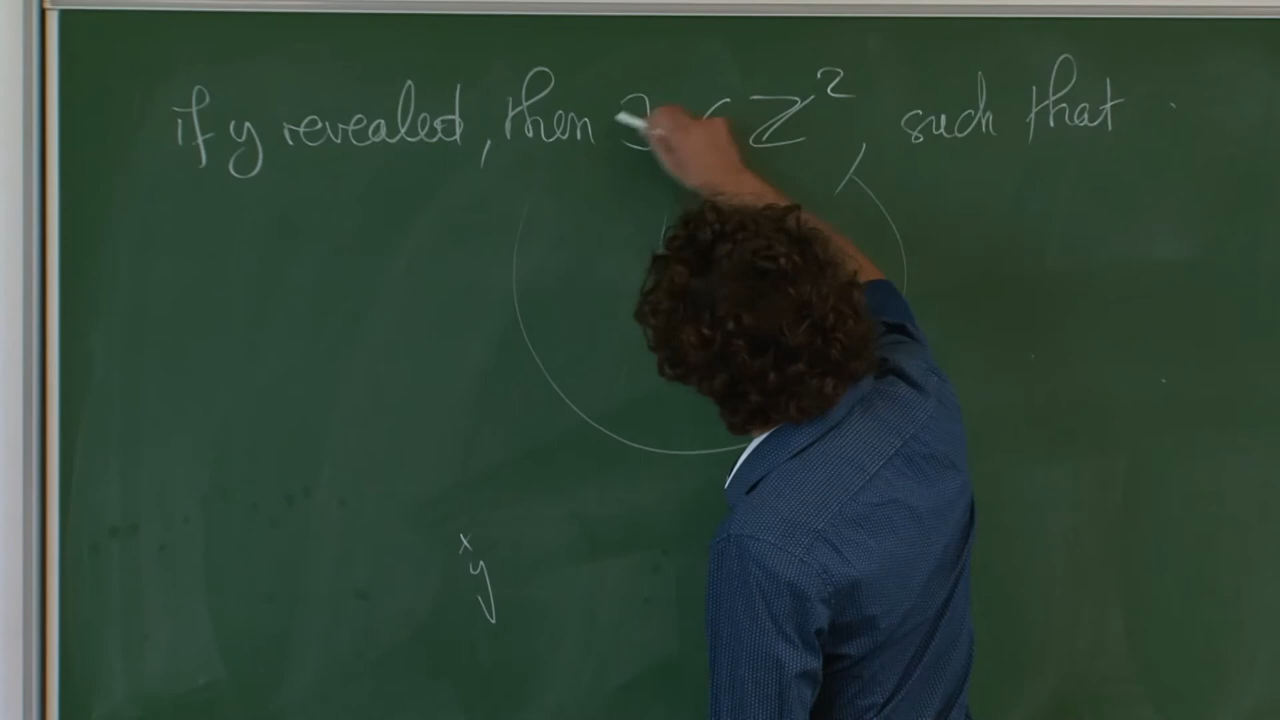 if y revealed, then ∃ ∈ ℤ², such that
x
y